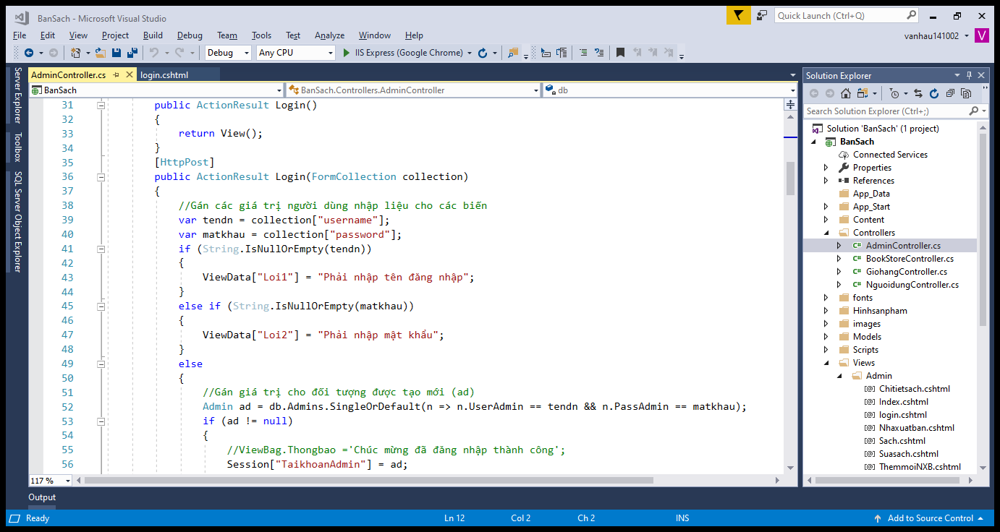 BanSach - Microsoft Visual Studio
Quick Launch (Ctrl+Q)
File Edit View Project Build Debug Team Tools Test Analyze Window Help
vanhau141002
V
Debug Any CPU IIS Express (Google Chrome)
Server Explorer
Toolbox
SQL Server Object Explorer
AdminController.cs login.cshtml
BanSach BanSach.Controllers.AdminController db
31 public ActionResult Login()
32 {
33 return View();
34 }
35 [HttpPost]
36 public ActionResult Login(FormCollection collection)
37 {
38 //Gán các giá trị người dùng nhập liệu cho các biến
39 var tendn = collection["username"];
40 var matkhau = collection["password"];
41 if (String.IsNullOrEmpty(tendn))
42 {
43 ViewData["Loi1"] = "Phải nhập tên đăng nhập";
44 }
45 else if (String.IsNullOrEmpty(matkhau))
46 {
47 ViewData["Loi2"] = "Phải nhập mật khẩu";
48 }
49 else
50 {
51 //Gán giá trị cho đối tượng được tạo mới (ad)
52 Admin ad = db.Admins.SingleOrDefault(n => n.UserAdmin == tendn && n.PassAdmin == matkhau);
53 if (ad != null)
54 {
55 //ViewBag.Thongbao ='Chúc mừng đã đăng nhập thành công';
56 Session["TaikhoanAdmin"] = ad;
117 %
Solution Explorer
Search Solution Explorer (Ctrl+;)
Solution 'BanSach' (1 project)
BanSach
Connected Services
Properties
References
App_Data
App_Start
Content
Controllers
C# AdminController.cs
C# BookStoreController.cs
C# GiohangController.cs
C# NguoidungController.cs
fonts
Hinhsanpham
images
Models
Scripts
Views
Admin
Chitietsach.cshtml
Index.cshtml
login.cshtml
Nhaxuatban.cshtml
Sach.cshtml
Suasach.cshtml
ThemmoiNXB.cshtml
Output
Ready Ln 12 Col 2 Ch 2 INS Add to Source Control